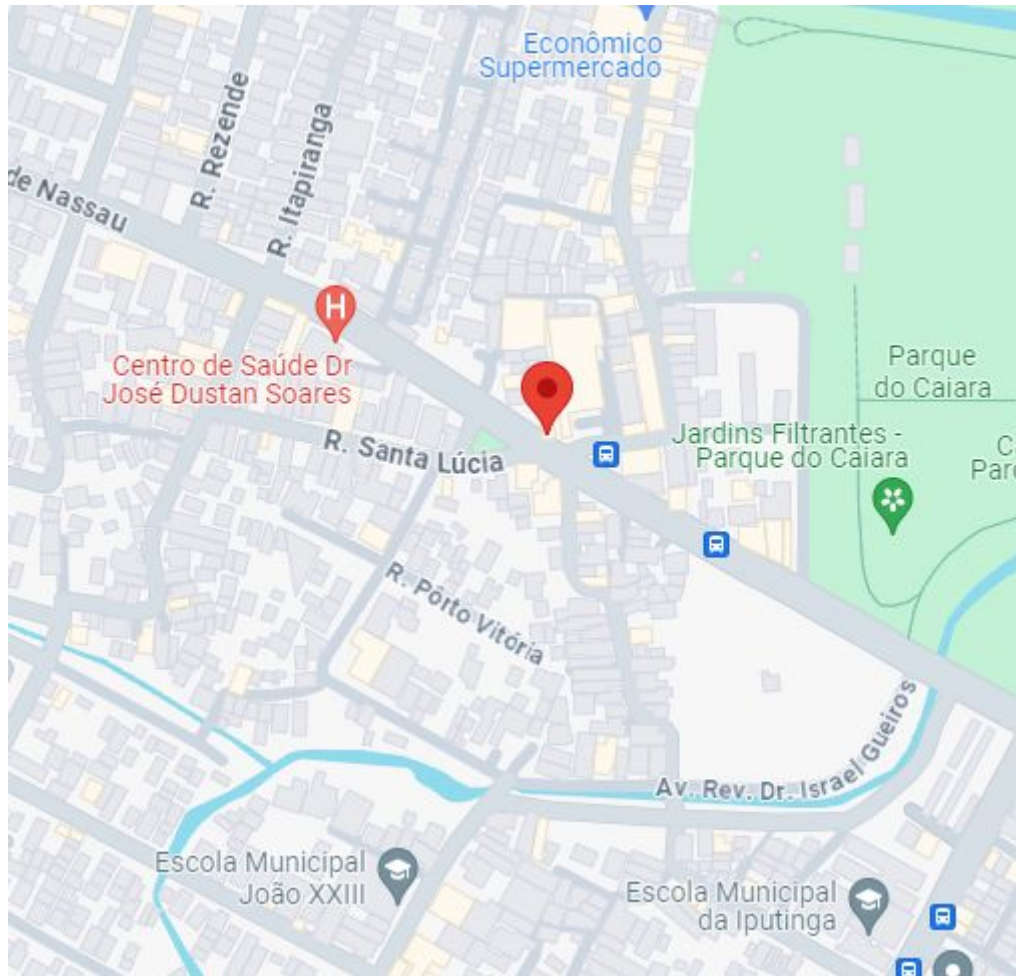 Econômico
Supermercado
R. Rezende
R. Itapiranga
de Nassau
H
Centro de Saúde Dr
José Dustan Soares
Parque
do Caiara
R. Santa Lúcia
Jardins Filtrantes -
Parque do Caiara
R. Pôrto Vitória
Av. Rev. Dr. Israel Gueiros
Escola Municipal
João XXIII
Escola Municipal
da Iputinga